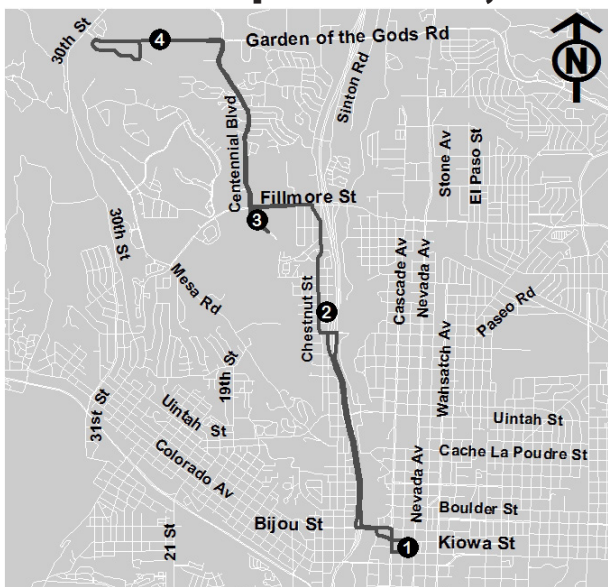 30th St
4
Garden of the Gods Rd
N
Sinton Rd
Centennial Blvd
Stone Av
El Paso St
Fillmore St
3
30th St
Mesa Rd
Cascade Av
Nevada Av
Paseo Rd
Chestnut St
2
Wahsatch Av
19th St
Uintah St
31st St
Uintah St
Colorado Av
Cache La Poudre St
Nevada Av
Boulder St
Bijou St
21 St
1
Kiowa St